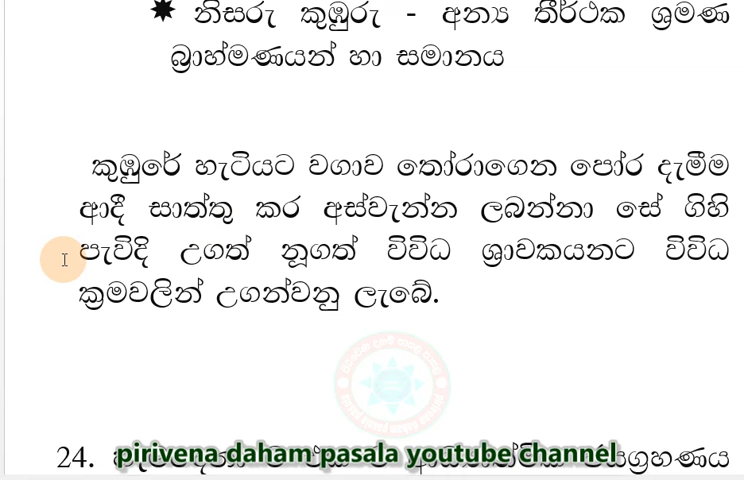 ✸ නිසරු කුඹුරු - අන්‍ය තීර්ථක ශ්‍රමණ
බ්‍රාහ්මණයන් හා සමානය
කුඹුරේ හැටියට වගාව තෝරාගෙන පෝර දැමීම
ආදී සාත්තු කර අස්වැන්න ලබන්නා සේ ගිහි
පැවිදි උගත් නූගත් විවිධ ශ්‍රාවකයනට විවිධ
ක්‍රමවලින් උගන්වනු ලැබේ.
24.
pirivena daham pasala youtube channel